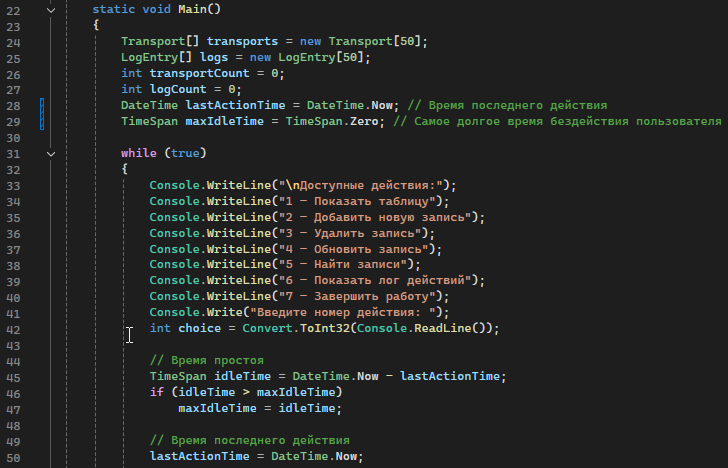 22 static void Main()
23 {
24 Transport[] transports = new Transport[50];
25 LogEntry[] logs = new LogEntry[50];
26 int transportCount = 0;
27 int logCount = 0;
28 DateTime lastActionTime = DateTime.Now; // Время последнего действия
29 TimeSpan maxIdleTime = TimeSpan.Zero; // Самое долгое время бездействия пользователя
30
31 while (true)
32 {
33 Console.WriteLine("\nДоступные действия:");
34 Console.WriteLine("1 – Показать таблицу");
35 Console.WriteLine("2 – Добавить новую запись");
36 Console.WriteLine("3 – Удалить запись");
37 Console.WriteLine("4 – Обновить запись");
38 Console.WriteLine("5 – Найти записи");
39 Console.WriteLine("6 – Показать лог действий");
40 Console.WriteLine("7 – Завершить работу");
41 Console.Write("Введите номер действия: ");
42 int choice = Convert.ToInt32(Console.ReadLine());
43
44 // Время простоя
45 TimeSpan idleTime = DateTime.Now - lastActionTime;
46 if (idleTime > maxIdleTime)
47 maxIdleTime = idleTime;
48
49 // Время последнего действия
50 lastActionTime = DateTime.Now;